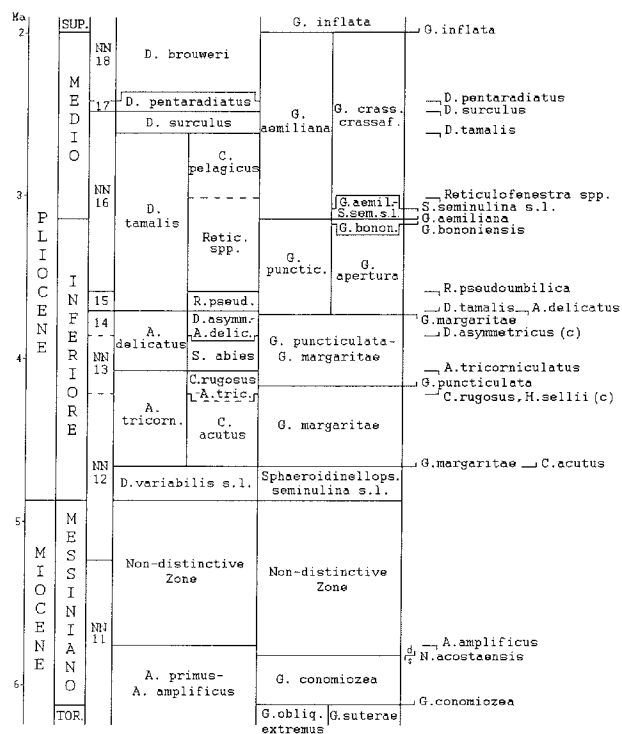 Ma
SUP.
G. inflata
2
G.inflata
NN
18
D. brouweri
G.
aemiliana
G. crass.
crassaf.
17
D. pentaradiatus
D.pentaradiatus
D.surculus
D. surculus
D.tamalis
MEDIO
C.
pelagicus
3
NN
16
D.
tamalis
Retic.
spp.
G.aemil.-
S.sem.s.l.
G.bonon.
Reticulofenestra spp.
S.seminulina s.l.
G.aemiliana
G.bononiensis
G.
punctic.
G.
apertura
PLIOCENE
INFERIORE
15
R.pseud.
R.pseudoumbilica
14
A.
delicatus
D.asymm.-
A.delic.
S. abies
D.tamalis A.delicatus
G.margaritae
D.asymmetricus (c)
G. puncticulata-
G. margaritae
4
NN
13
C.rugosus
A.tric.
A.tricorniculatus
G.puncticulata
C.rugosus, H.sellii (c)
A.
tricorn.
C.
acutus
G. margaritae
G.margaritae C.acutus
NN
12
D.variabilis s.l.
Sphaeroidinellops.
seminulina s.l.
5
MIOCENE
MESSINIANO
Non-distinctive
Zone
Non-distinctive
Zone
NN
11
d
s
A.amplificus
N.acostaensis
6
A. primus-
A. amplificus
G. conomiozea
G.conomiozea
TOR.
G.obliq.
extremus
G.suterae